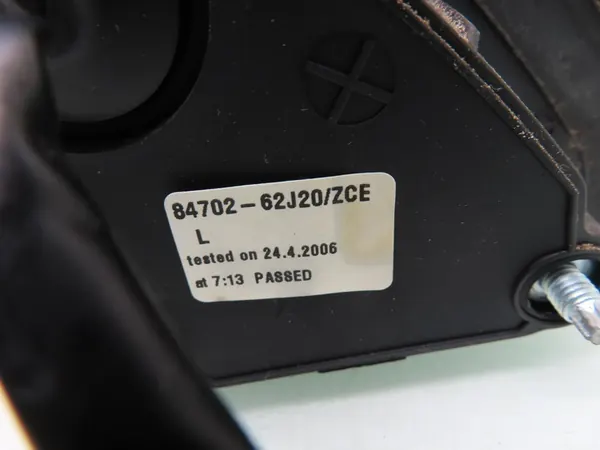 84702-62J20/ZCE
L
tested on 24.4.2006
at 7:13 PASSED